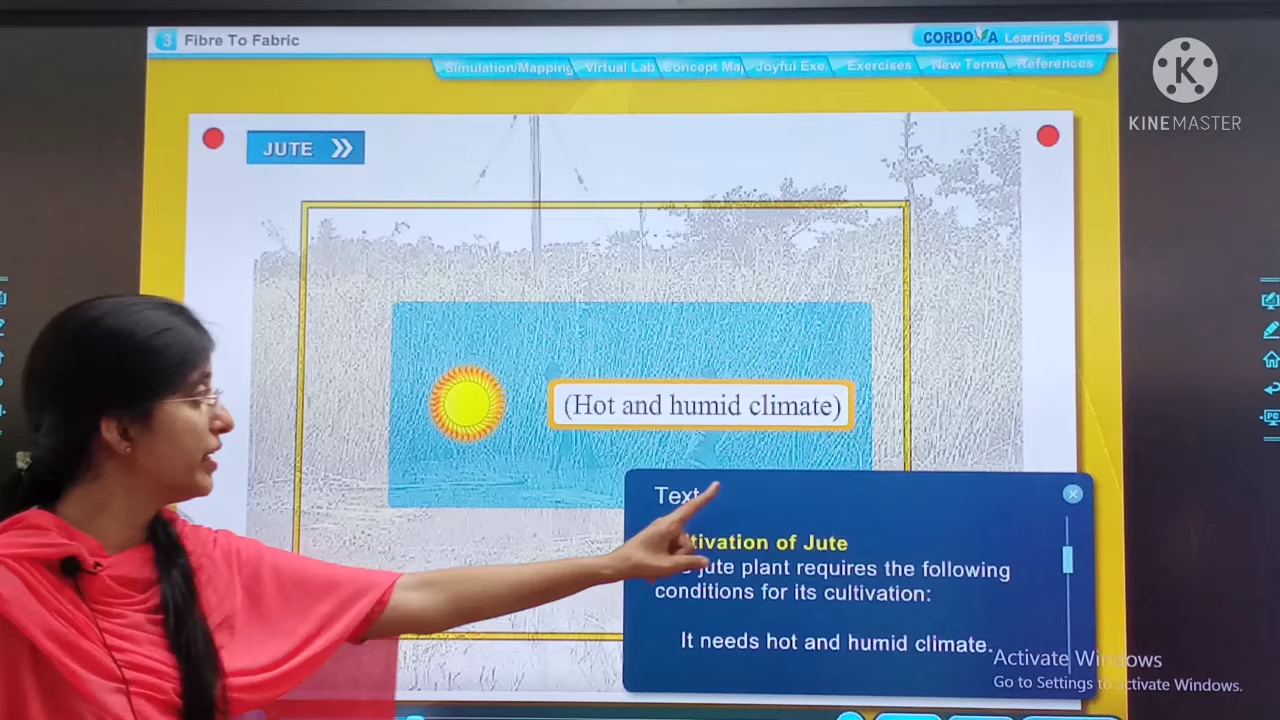 3 Fibre To Fabric
CORDOVA Learning Series
Simulation/Mapping Virtual Lab Concept Map Joyful Exe Exercises New Terms References
KINEMASTER
JUTE
(Hot and humid climate)
Text
tivation of Jute
jute plant requires the following
conditions for its cultivation:
It needs hot and humid climate.
Activate Windows
Go to Settings to activate Windows.